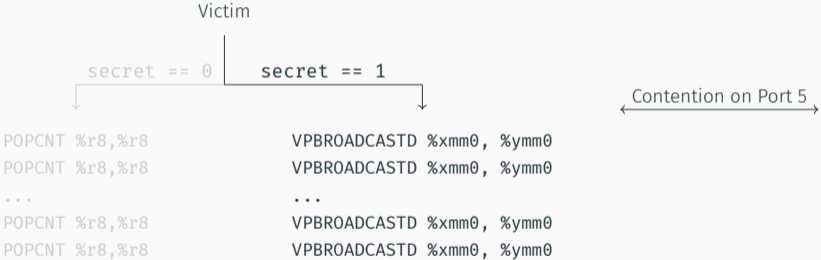 Victim
secret == 0 secret == 1
Contention on Port 5
POPCNT %r8,%r8 VPBROADCASTD %xmm0, %ymm0
POPCNT %r8,%r8 VPBROADCASTD %xmm0, %ymm0
... ...
POPCNT %r8,%r8 VPBROADCASTD %xmm0, %ymm0
POPCNT %r8,%r8 VPBROADCASTD %xmm0, %ymm0